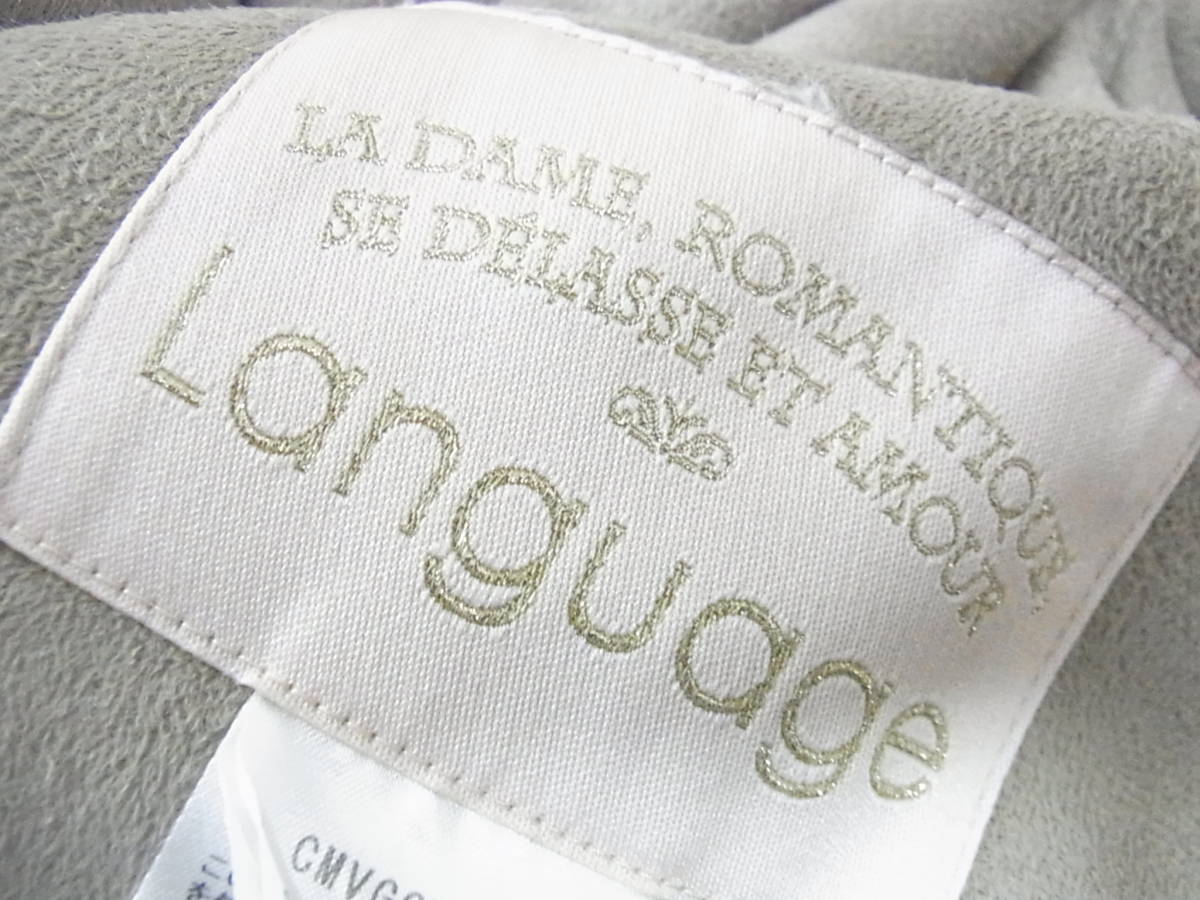 LA DAME, ROMANTIQUE
SE DÉLASSE ET AMOUR
Language